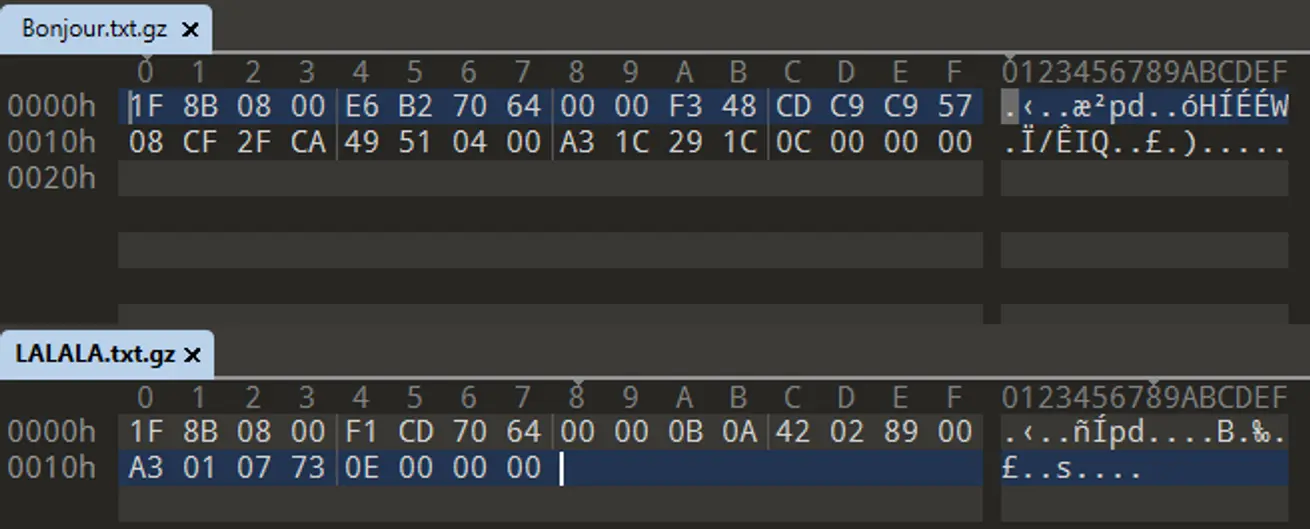 Bonjour.txt.gz ×
0 1 2 3 4 5 6 7 8 9 A B C D E F 0123456789ABCDEF
0000h 1F 8B 08 00 E6 B2 70 64 00 00 F3 48 CD C9 C9 57 .‹..æ²pd..óHÍÉÉW
0010h 08 CF 2F CA 49 51 04 00 A3 1C 29 1C 0C 00 00 00 .Ï/ÊIQ..£.).....
0020h
LALALA.txt.gz ×
0 1 2 3 4 5 6 7 8 9 A B C D E F 0123456789ABCDEF
0000h 1F 8B 08 00 F1 CD 70 64 00 00 0B 0A 42 02 89 00 .‹..ñÍpd....B.‰.
0010h A3 01 07 73 0E 00 00 00 £..s....